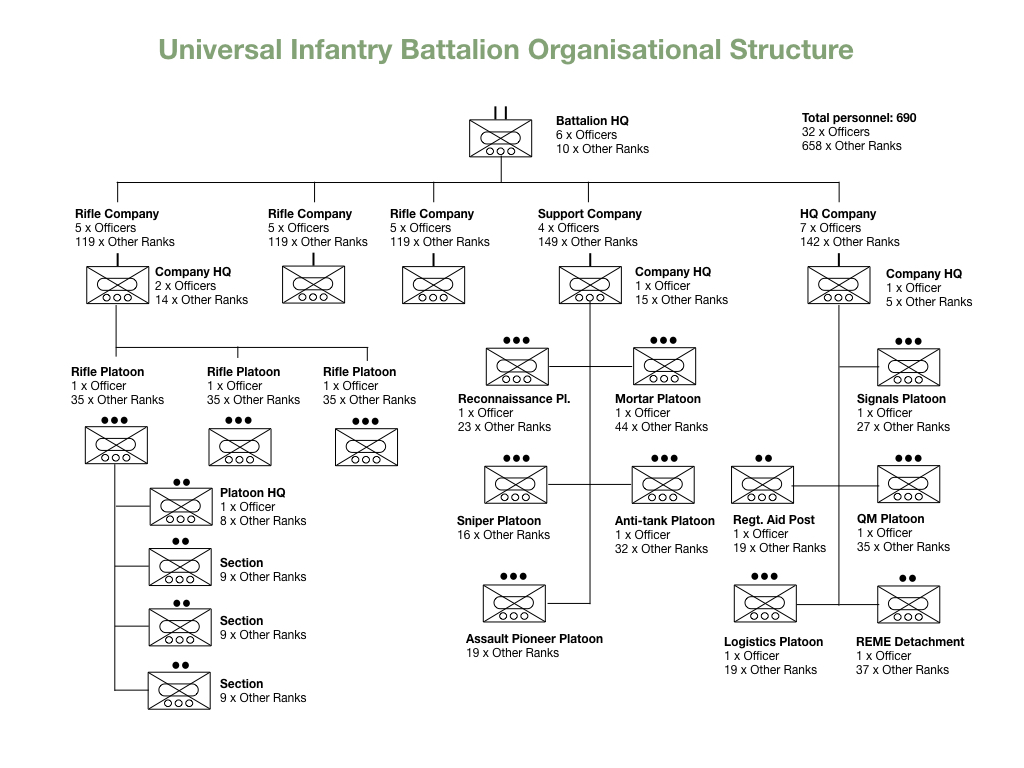 Universal Infantry Battalion Organisational Structure
Battalion HQ
6 x Officers
10 x Other Ranks
Total personnel: 690
32 x Officers
658 x Other Ranks
Rifle Company
5 x Officers
119 x Other Ranks
Rifle Company
5 x Officers
119 x Other Ranks
Rifle Company
5 x Officers
119 x Other Ranks
Support Company
4 x Officers
149 x Other Ranks
HQ Company
7 x Officers
142 x Other Ranks
Company HQ
2 x Officers
14 x Other Ranks
Company HQ
1 x Officer
15 x Other Ranks
Company HQ
1 x Officer
5 x Other Ranks
Rifle Platoon
1 x Officer
35 x Other Ranks
Rifle Platoon
1 x Officer
35 x Other Ranks
Rifle Platoon
1 x Officer
35 x Other Ranks
Platoon HQ
1 x Officer
8 x Other Ranks
Section
9 x Other Ranks
Section
9 x Other Ranks
Section
9 x Other Ranks
Reconnaissance Pl.
1 x Officer
23 x Other Ranks
Mortar Platoon
1 x Officer
44 x Other Ranks
Sniper Platoon
16 x Other Ranks
Anti-tank Platoon
1 x Officer
32 x Other Ranks
Assault Pioneer Platoon
19 x Other Ranks
Signals Platoon
1 x Officer
27 x Other Ranks
Regt. Aid Post
1 x Officer
19 x Other Ranks
QM Platoon
1 x Officer
35 x Other Ranks
Logistics Platoon
1 x Officer
19 x Other Ranks
REME Detachment
1 x Officer
37 x Other Ranks